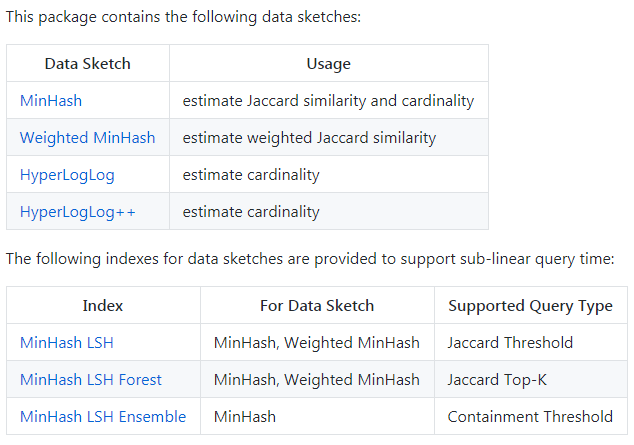 This package contains the following data sketches:
Data Sketch Usage
MinHash estimate Jaccard similarity and cardinality
Weighted MinHash estimate weighted Jaccard similarity
HyperLogLog estimate cardinality
HyperLogLog++ estimate cardinality
The following indexes for data sketches are provided to support sub-linear query time:
Index For Data Sketch Supported Query Type
MinHash LSH MinHash, Weighted MinHash Jaccard Threshold
MinHash LSH Forest MinHash, Weighted MinHash Jaccard Top-K
MinHash LSH Ensemble MinHash Containment Threshold